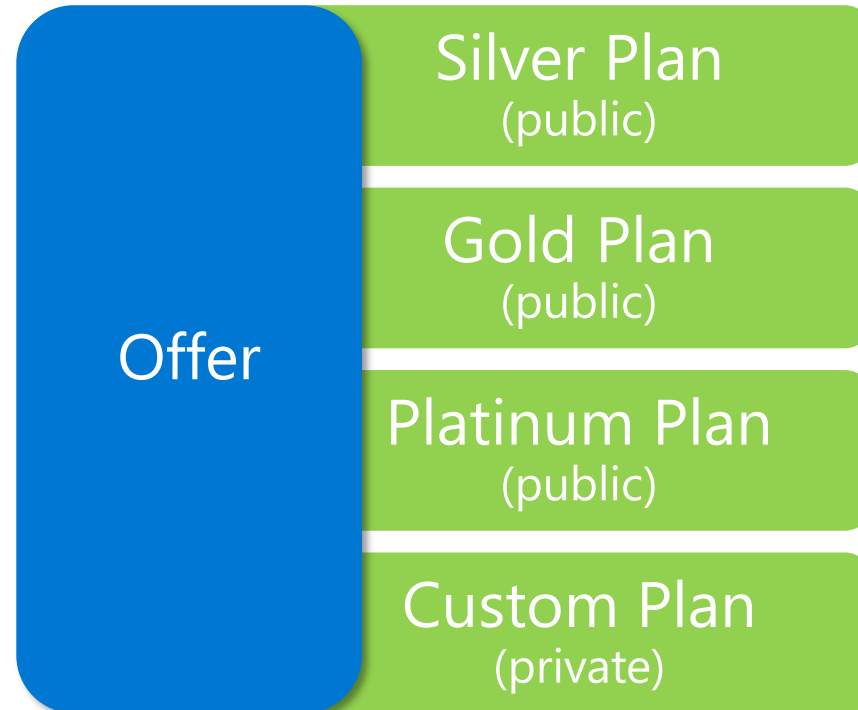 Offer
Silver Plan
(public)
Gold Plan
(public)
Platinum Plan
(public)
Custom Plan
(private)